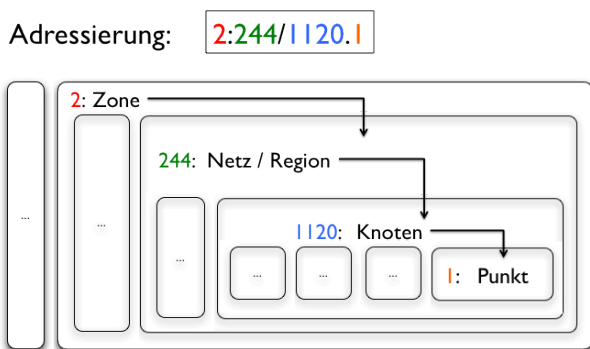 Adressierung: 2:244/1120.1
2: Zone
244: Netz / Region
1120: Knoten
... ... ... ... ... ... 1: Punkt